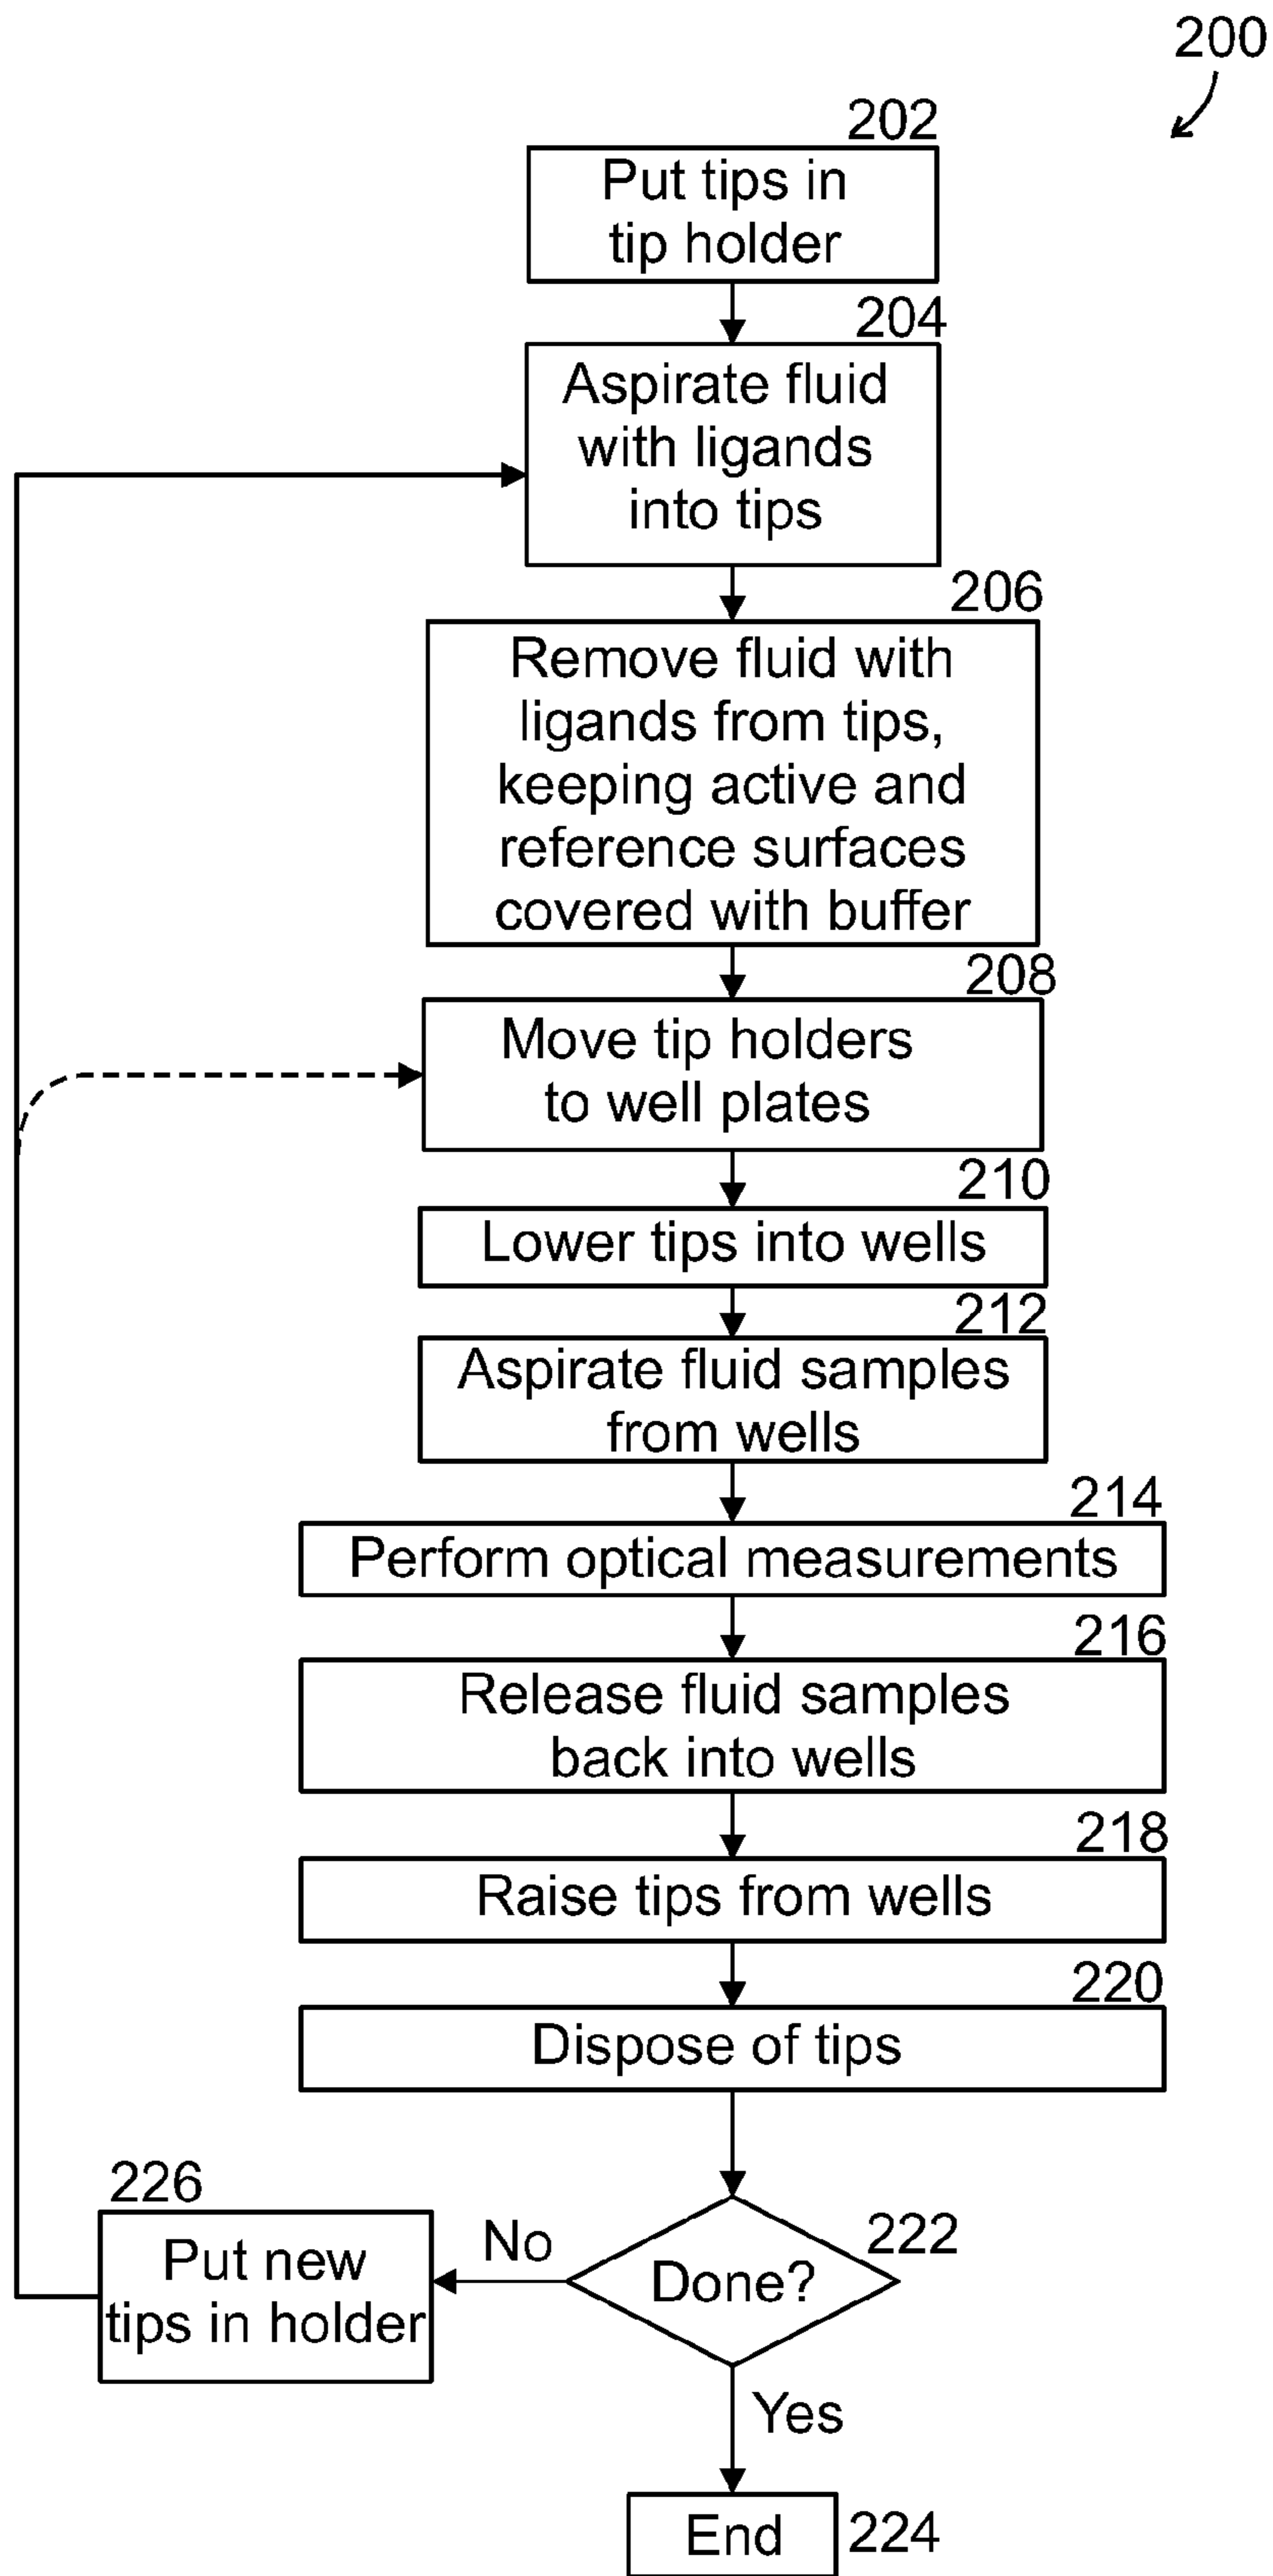 200
202
Put tips in
tip holder
204
Aspirate fluid
with ligands
into tips
206
Remove fluid with
ligands from tips,
keeping active and
reference surfaces
covered with buffer
208
Move tip holders
to well plates
210
Lower tips into wells
212
Aspirate fluid samples
from wells
214
Perform optical measurements
216
Release fluid samples
back into wells
218
Raise tips from wells
220
Dispose of tips
222
Done?
No
226
Put new
tips in holder
Yes
End
224